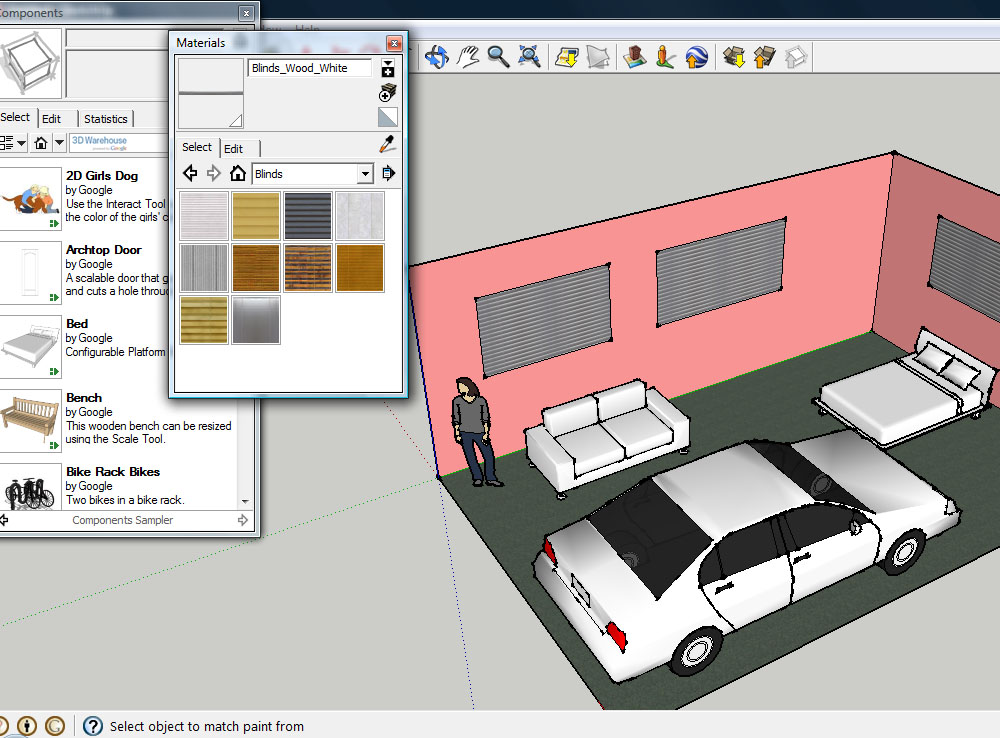 Components
Help
Materials
Blinds_Wood_White
Select
Edit
Statistics
3D Warehouse
Select
Edit
Blinds
2D Girls Dog
by Google
Use the Interact Tool
the color of the girls' c
Archtop Door
by Google
A scalable door that g
and cuts a hole throu
Bed
by Google
Configurable Platform
Bench
by Google
This wooden bench can be resized
using the Scale Tool.
Bike Rack Bikes
by Google
Two bikes in a bike rack.
Components Sampler
Select object to match paint from